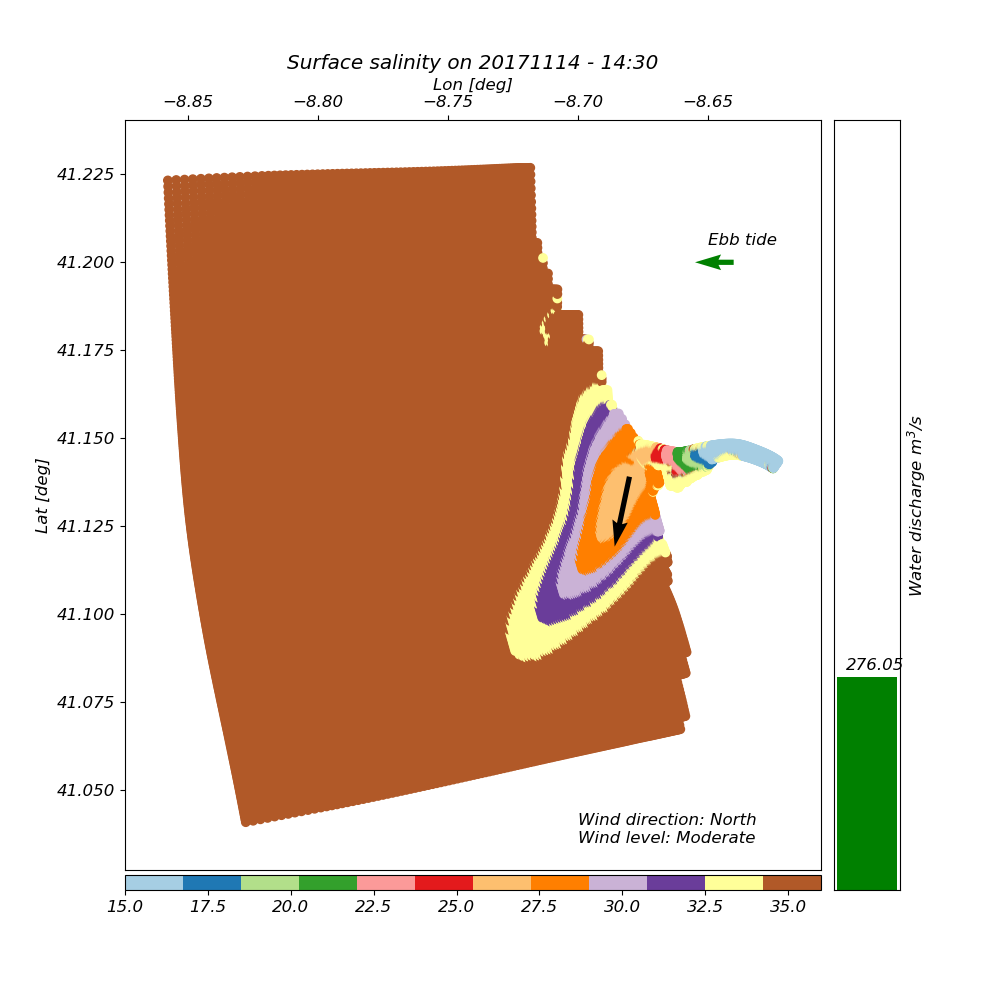 Surface salinity on 20171114 - 14:30
Lon [deg]
−8.85 −8.80 −8.75 −8.70 −8.65
41.225
41.200
41.175
41.150
41.125
41.100
41.075
41.050
Lat [deg]
Ebb tide
Wind direction: North
Wind level: Moderate
15.0 17.5 20.0 22.5 25.0 27.5 30.0 32.5 35.0
276.05
Water discharge m³/s